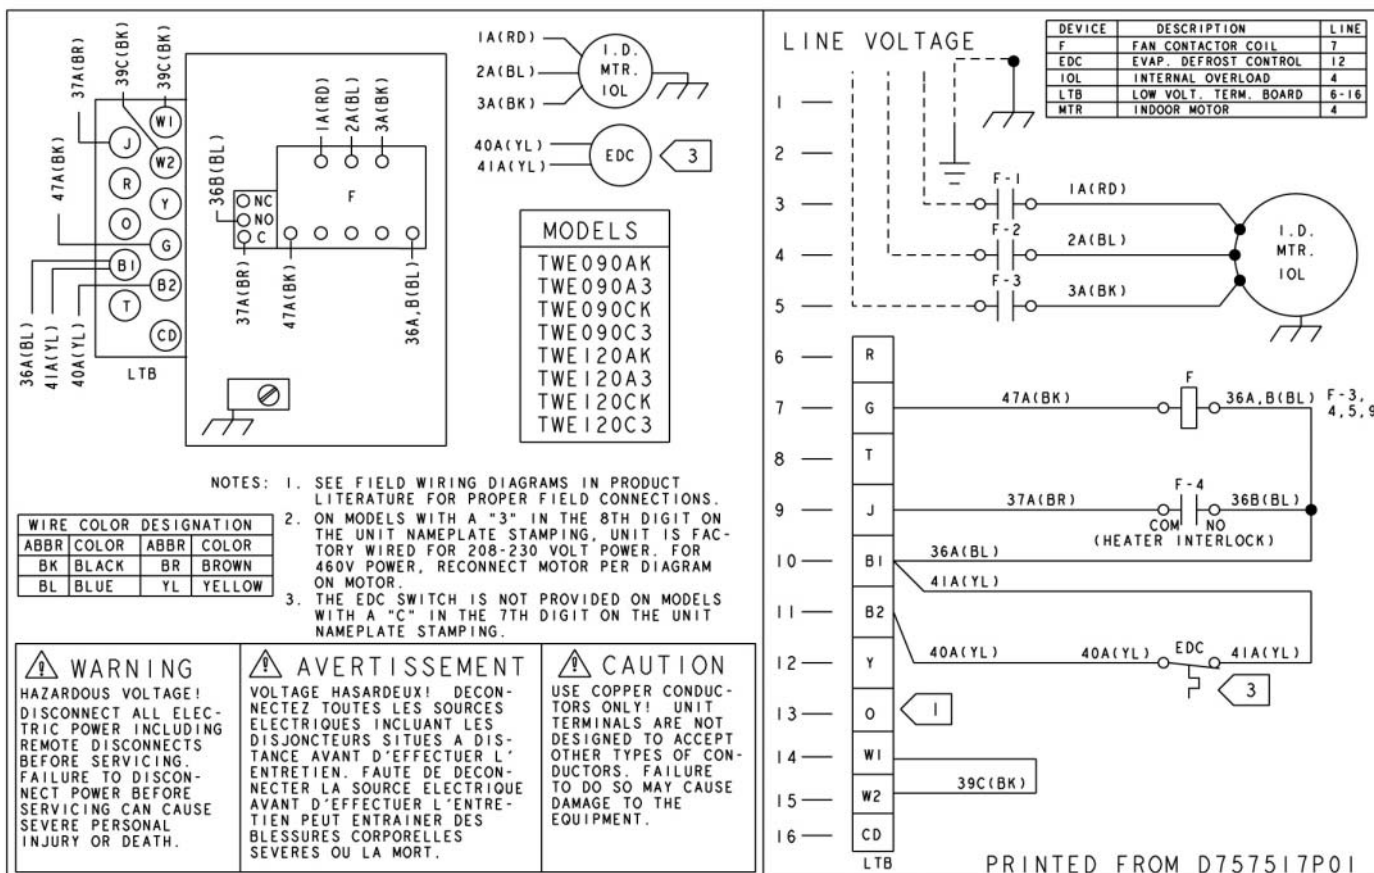 37A(BR)
39C(BK)
39C(BK)
47A(BK)
36B(BL)
1A(RD)
2A(BL)
3A(BK)
W1
J
W2
R
Y
O
G
B1
B2
T
CD
NC
NO
C
F
37A(BR)
47A(BK)
36A,B(BL)
36A(BL)
41A(YL)
40A(YL)
LTB
1A(RD)
2A(BL)
3A(BK)
I.D.
MTR.
IOL
40A(YL)
41A(YL)
EDC
3
MODELS
TWE090AK
TWE090A3
TWE090CK
TWE090C3
TWE120AK
TWE120A3
TWE120CK
TWE120C3
NOTES: 1. SEE FIELD WIRING DIAGRAMS IN PRODUCT
LITERATURE FOR PROPER FIELD CONNECTIONS.
2. ON MODELS WITH A "3" IN THE 8TH DIGIT ON
THE UNIT NAMEPLATE STAMPING, UNIT IS FAC-
TORY WIRED FOR 208-230 VOLT POWER. FOR
460V POWER, RECONNECT MOTOR PER DIAGRAM
ON MOTOR.
3. THE EDC SWITCH IS NOT PROVIDED ON MODELS
WITH A "C" IN THE 7TH DIGIT ON THE UNIT
NAMEPLATE STAMPING.
WIRE COLOR DESIGNATION
ABBR COLOR ABBR COLOR
BK BLACK BR BROWN
BL BLUE YL YELLOW
WARNING
HAZARDOUS VOLTAGE!
DISCONNECT ALL ELEC-
TRIC POWER INCLUDING
REMOTE DISCONNECTS
BEFORE SERVICING.
FAILURE TO DISCON-
NECT POWER BEFORE
SERVICING CAN CAUSE
SEVERE PERSONAL
INJURY OR DEATH.
AVERTISSEMENT
VOLTAGE HASARDEUX! DECON-
NECTEZ TOUTES LES SOURCES
ELECTRIQUES INCLUANT LES
DISJONCTEURS SITUES A DIS-
TANCE AVANT D'EFFECTUER L'
ENTRETIEN. FAUTE DE DECON-
NECTER LA SOURCE ELECTRIQUE
AVANT D'EFFECTUER L'ENTRE-
TIEN PEUT ENTRAINER DES
BLESSURES CORPORELLES
SEVERES OU LA MORT.
CAUTION
USE COPPER CONDUC-
TORS ONLY! UNIT
TERMINALS ARE NOT
DESIGNED TO ACCEPT
OTHER TYPES OF CON-
DUCTORS. FAILURE
TO DO SO MAY CAUSE
DAMAGE TO THE
EQUIPMENT.
LINE VOLTAGE
DEVICE DESCRIPTION LINE
F FAN CONTACTOR COIL 7
EDC EVAP. DEFROST CONTROL 12
IOL INTERNAL OVERLOAD 4
LTB LOW VOLT. TERM. BOARD 6-16
MTR INDOOR MOTOR 4
1
2
3 F-1 1A(RD)
4 F-2 2A(BL)
5 F-3 3A(BK)
I.D.
MTR.
IOL
6 R
7 G 47A(BK) F 36A,B(BL) F-3,
4,5,9
8 T
9 J 37A(BR) F-4 36B(BL)
COM NO
(HEATER INTERLOCK)
10 B1 36A(BL)
41A(YL)
11 B2
12 Y 40A(YL) 40A(YL) EDC 41A(YL)
3
13 O 1
14 W1
39C(BK)
15 W2
16 CD
LTB
PRINTED FROM D757517P01